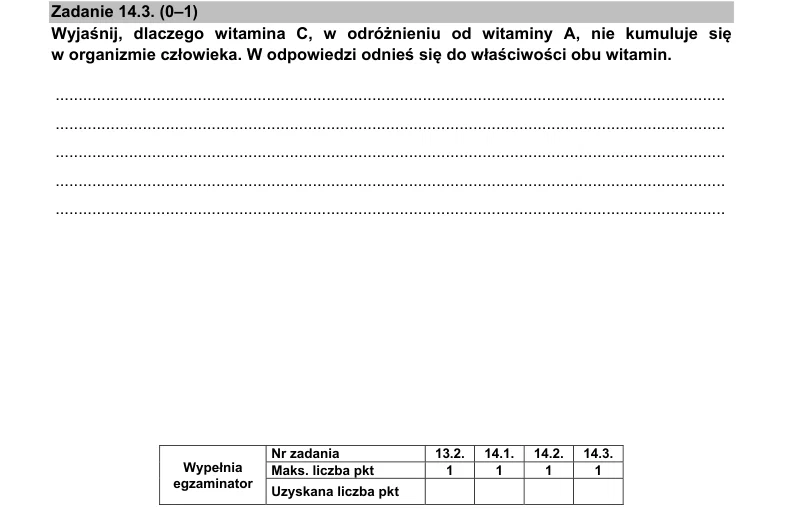 Zadanie 14.3. (0–1)
Wyjaśnij, dlaczego witamina C, w odróżnieniu od witaminy A, nie kumuluje się
w organizmie człowieka. W odpowiedzi odnieś się do właściwości obu witamin.
....................................................................................................................................................
....................................................................................................................................................
....................................................................................................................................................
....................................................................................................................................................
....................................................................................................................................................
Wypełnia
egzaminator
Nr zadania 13.2. 14.1. 14.2. 14.3.
Maks. liczba pkt 1 1 1 1
Uzyskana liczba pkt